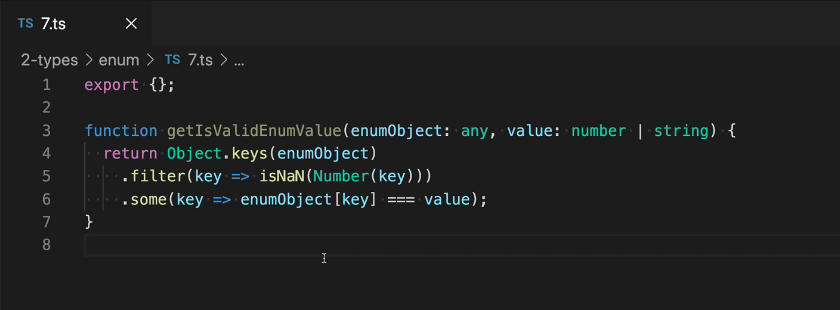 TS 7.ts ×
2-types > enum > TS 7.ts > ...
1 export {};
2
3 function getIsValidEnumValue(enumObject: any, value: number | string) {
4 return Object.keys(enumObject)
5 .filter(key => isNaN(Number(key)))
6 .some(key => enumObject[key] === value);
7 }
8